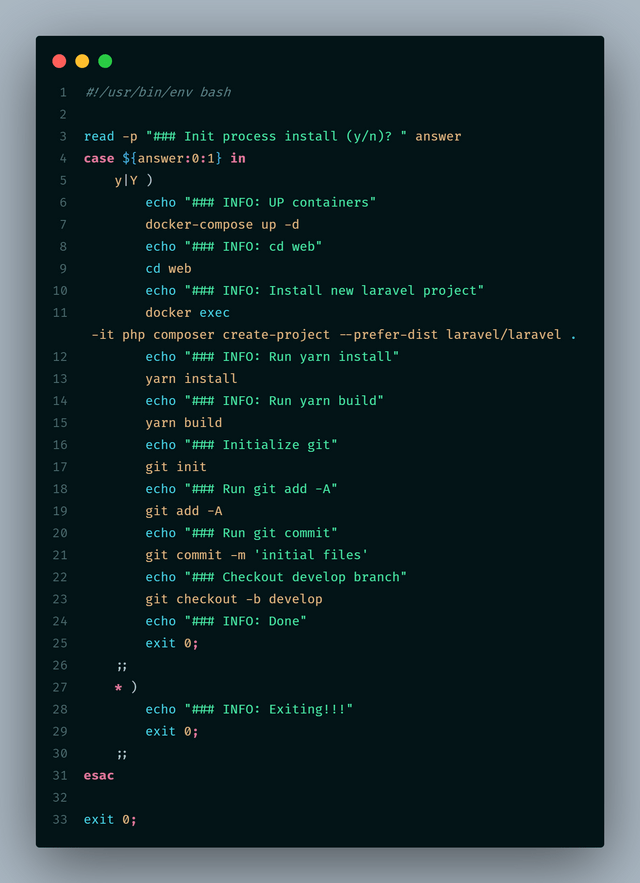 1 #!/usr/bin/env bash
2
3 read -p "### Init process install (y/n)? " answer
4 case ${answer:0:1} in
5     y|Y )
6         echo "### INFO: UP containers"
7         docker-compose up -d
8         echo "### INFO: cd web"
9         cd web
10         echo "### INFO: Install new laravel project"
11         docker exec
 -it php composer create-project --prefer-dist laravel/laravel .
12         echo "### INFO: Run yarn install"
13         yarn install
14         echo "### INFO: Run yarn build"
15         yarn build
16         echo "### Initialize git"
17         git init
18         echo "### Run git add -A"
19         git add -A
20         echo "### Run git commit"
21         git commit -m 'initial files'
22         echo "### Checkout develop branch"
23         git checkout -b develop
24         echo "### INFO: Done"
25         exit 0;
26     ;;
27     * )
28         echo "### INFO: Exiting!!!"
29         exit 0;
30     ;;
31 esac
32
33 exit 0;